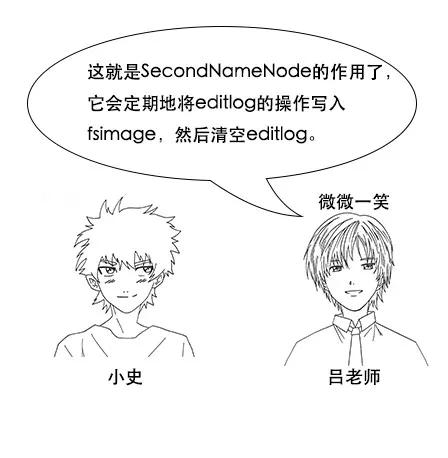 这就是SecondNameNode的作用了，
它会定期地将editlog的操作写入
fsimage，然后清空editlog。
微微一笑
小史
吕老师